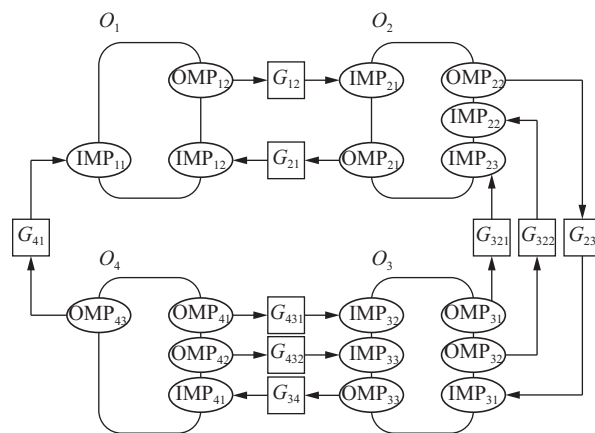 O₁ O₂
OMP₁₂ G₁₂ IMP₂₁ OMP₂₂
IMP₂₂
IMP₁₁ IMP₁₂ G₂₁ OMP₂₁ IMP₂₃
G₄₁ G₃₂₁ G₃₂₂ G₂₃
O₄ O₃
OMP₄₃ OMP₄₁ G₄₃₁ IMP₃₂ OMP₃₁
OMP₄₂ G₄₃₂ IMP₃₃ OMP₃₂
IMP₄₁ G₃₄ OMP₃₃ IMP₃₁